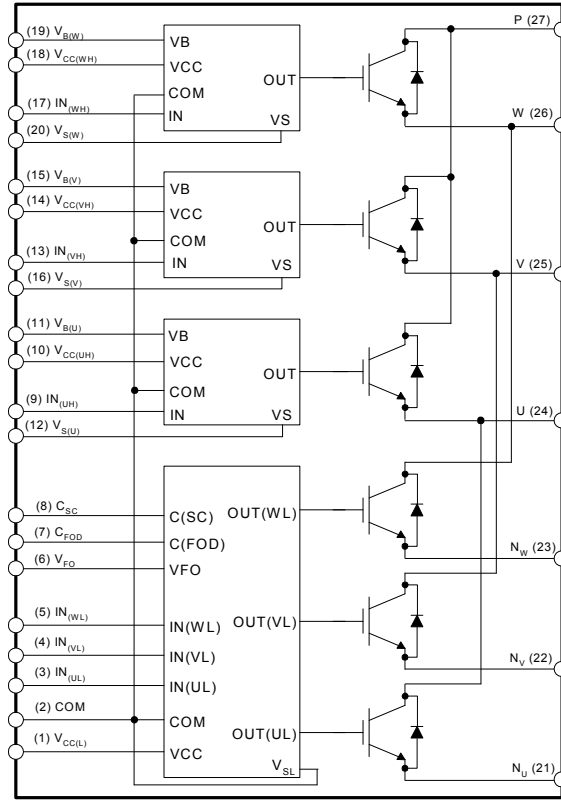 (19) VB(W)
(18) VCC(WH)
(17) IN(WH)
(20) VS(W)
VB
VCC
COM
IN
OUT
VS
P (27)
W (26)
(15) VB(V)
(14) VCC(VH)
(13) IN(VH)
(16) VS(V)
VB
VCC
COM
IN
OUT
VS
V (25)
(11) VB(U)
(10) VCC(UH)
(9) IN(UH)
(12) VS(U)
VB
VCC
COM
IN
OUT
VS
U (24)
(8) CSC
(7) CFOD
(6) VFO
(5) IN(WL)
(4) IN(VL)
(3) IN(UL)
(2) COM
(1) VCC(L)
C(SC)
C(FOD)
VFO
IN(WL)
IN(VL)
IN(UL)
COM
VCC
OUT(WL)
OUT(VL)
OUT(UL)
VSL
NW (23)
NV (22)
NU (21)